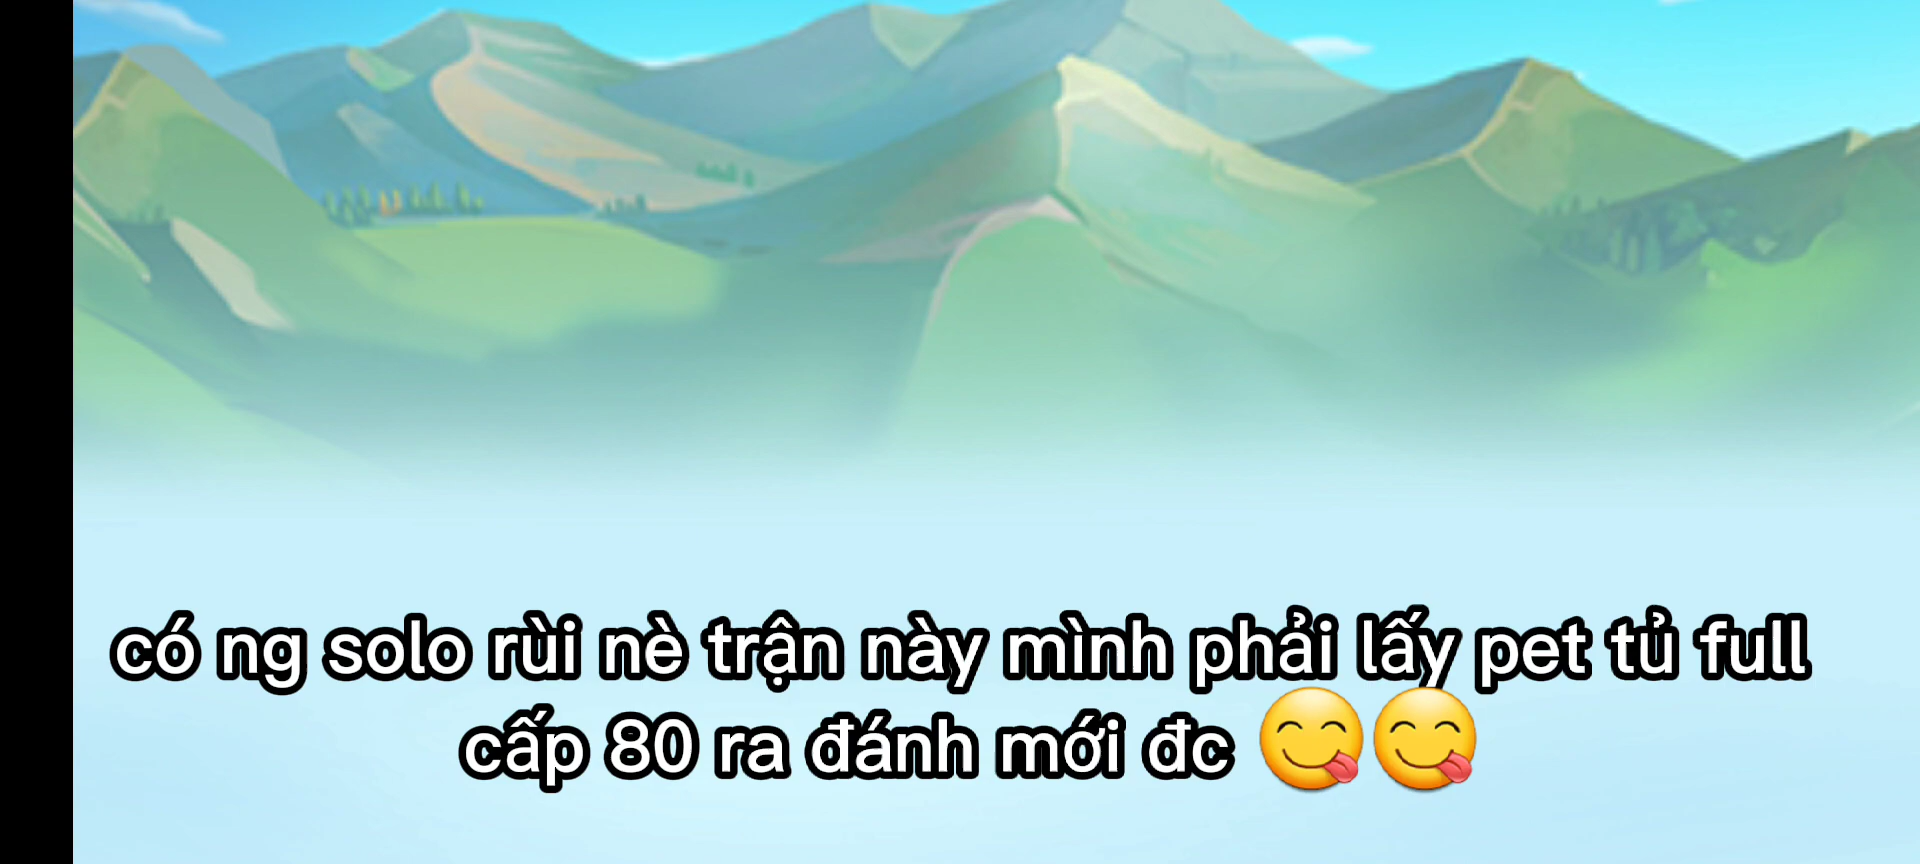 có ng solo rùi nè trận này mình phải lấy pet tủ full
cấp 80 ra đánh mới đc 😋😋